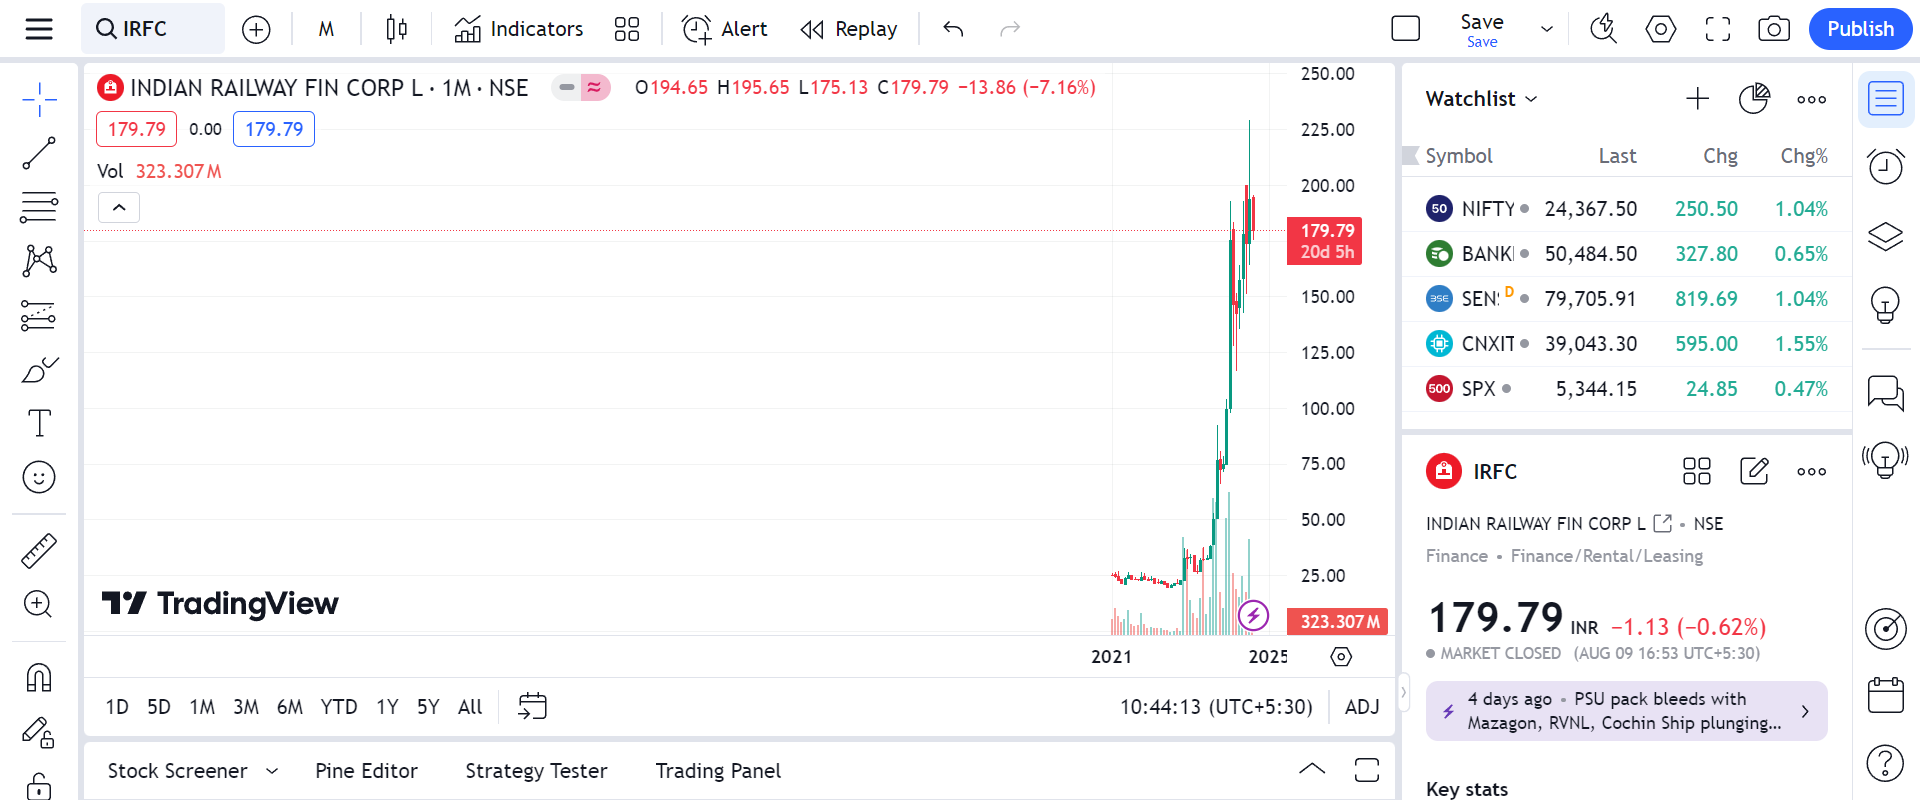 IRFC
M
Indicators
Alert
Replay
Save
Save
Publish
INDIAN RAILWAY FIN CORP L · 1M · NSE
O194.65 H195.65 L175.13 C179.79 −13.86 (−7.16%)
179.79 0.00 179.79
Vol 323.307M
250.00
225.00
200.00
179.79
20d 5h
150.00
125.00
100.00
75.00
50.00
25.00
323.307M
TradingView
2021 2025
1D 5D 1M 3M 6M YTD 1Y 5Y All
10:44:13 (UTC+5:30) ADJ
Stock Screener Pine Editor Strategy Tester Trading Panel
Watchlist
Symbol Last Chg Chg%
50 NIFTY 24,367.50 250.50 1.04%
BANK 50,484.50 327.80 0.65%
BSE SEN D 79,705.91 819.69 1.04%
CNXIT 39,043.30 595.00 1.55%
500 SPX 5,344.15 24.85 0.47%
IRFC
INDIAN RAILWAY FIN CORP L • NSE
Finance • Finance/Rental/Leasing
179.79 INR −1.13 (−0.62%)
MARKET CLOSED (AUG 09 16:53 UTC+5:30)
4 days ago • PSU pack bleeds with
Mazagon, RVNL, Cochin Ship plunging...
Key stats